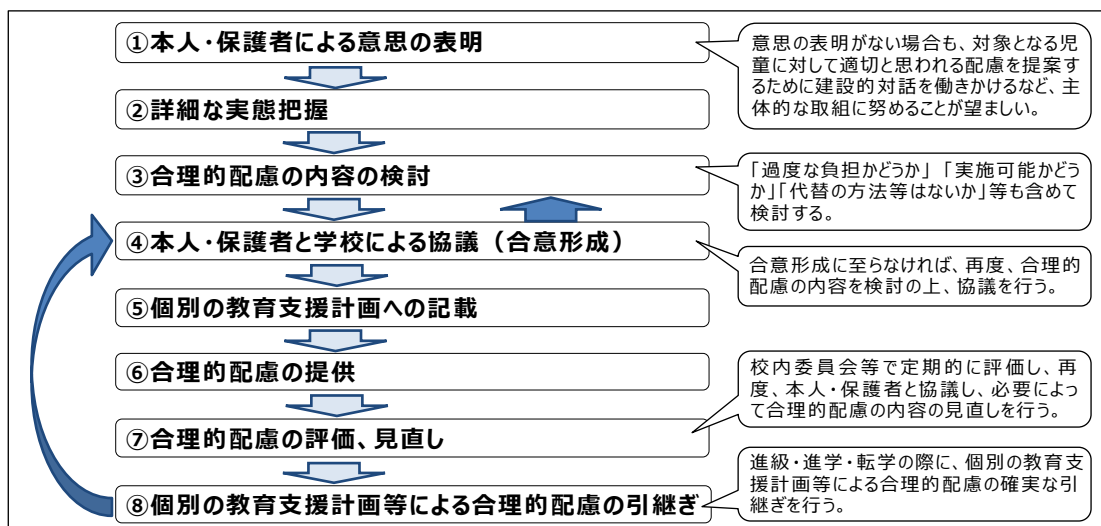 ①本人・保護者による意思の表明
意思の表明がない場合も、対象となる児
童に対して適切と思われる配慮を提案す
るために建設的対話を働きかけるなど、主
体的な取組に努めることが望ましい。
②詳細な実態把握
③合理的配慮の内容の検討
「過度な負担かどうか」「実施可能かどう
か」「代替の方法等はないか」等も含めて
検討する。
④本人・保護者と学校による協議（合意形成）
合意形成に至らなければ、再度、合理的
配慮の内容を検討の上、協議を行う。
⑤個別の教育支援計画への記載
⑥合理的配慮の提供
校内委員会等で定期的に評価し、再
度、本人・保護者と協議し、必要によっ
て合理的配慮の内容の見直しを行う。
⑦合理的配慮の評価、見直し
⑧個別の教育支援計画等による合理的配慮の引継ぎ
進級・進学・転学の際に、個別の教育支
援計画等による合理的配慮の確実な引
継ぎを行う。